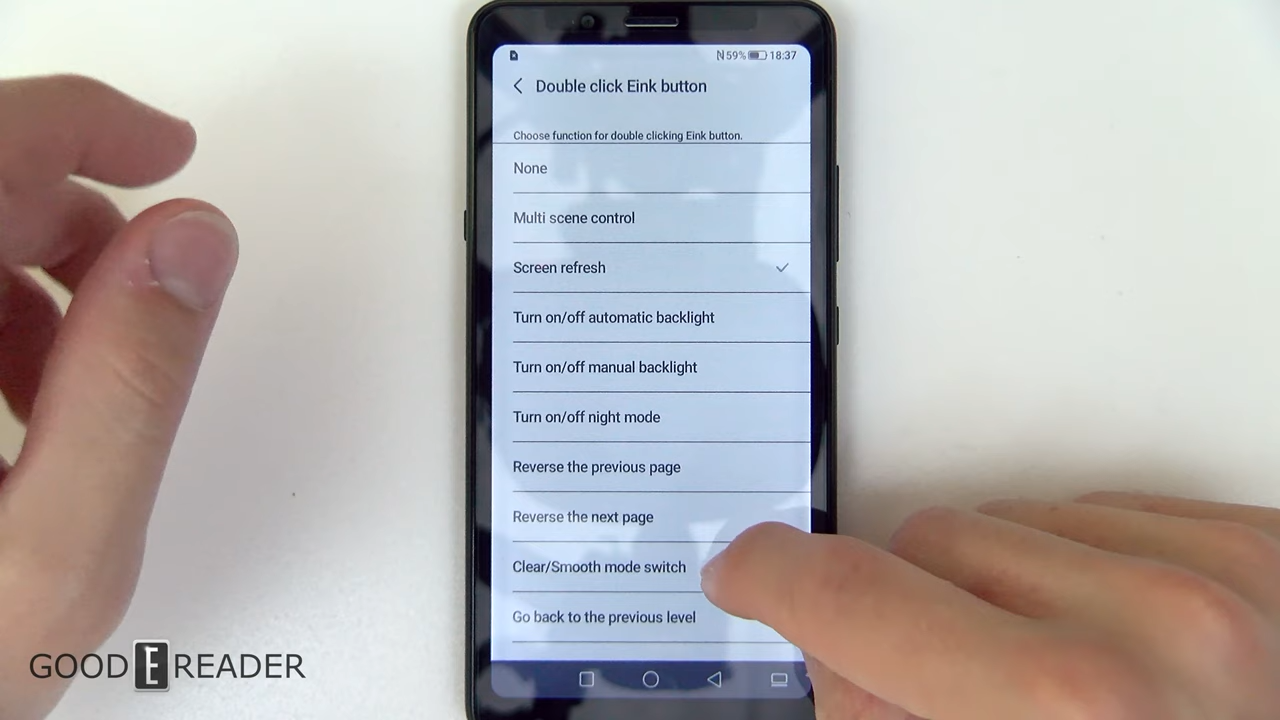 59% 18:37
Double click Eink button
Choose function for double clicking Eink button.
None
Multi scene control
Screen refresh
Turn on/off automatic backlight
Turn on/off manual backlight
Turn on/off night mode
Reverse the previous page
Reverse the next page
Clear/Smooth mode switch
Go back to the previous level
GOOD E READER